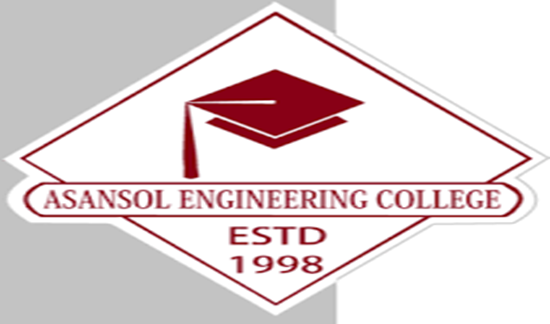 ASANSOL ENGINEERING COLLEGE
ESTD
1998